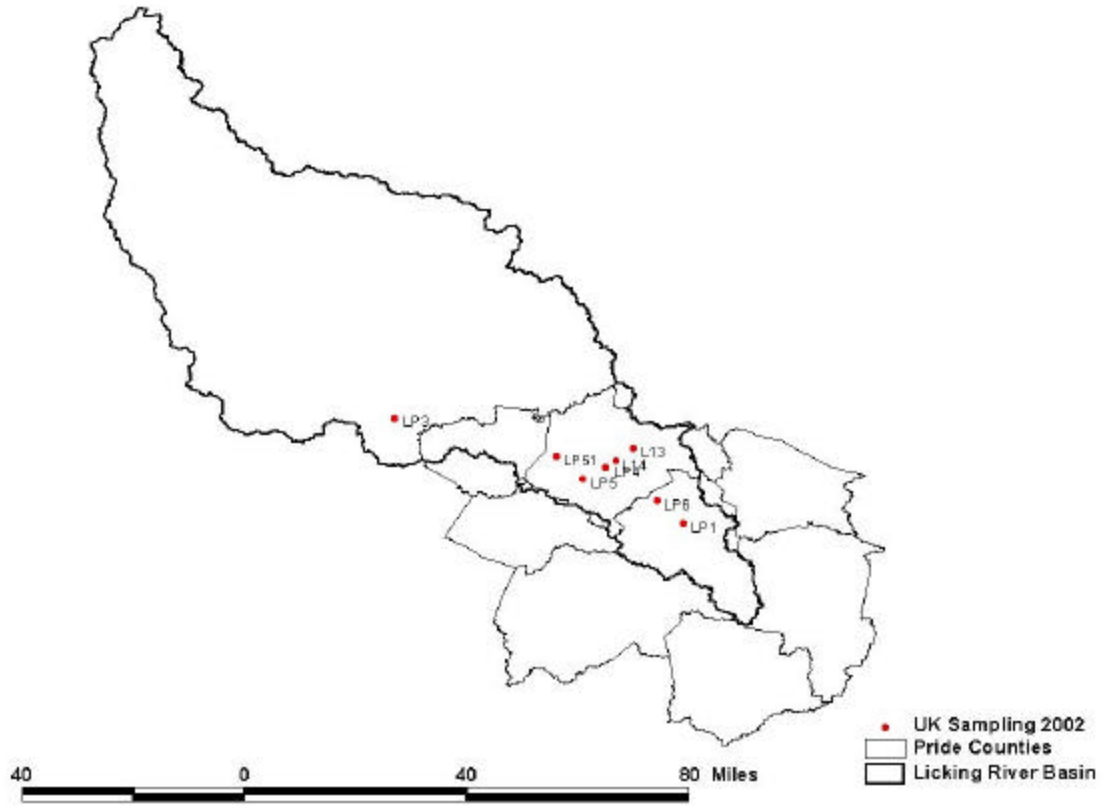 LP3
L13
LP51
L14
LP4
LP5
LP6
LP1
UK Sampling 2002
Pride Counties
Licking River Basin
40 0 40 80 Miles